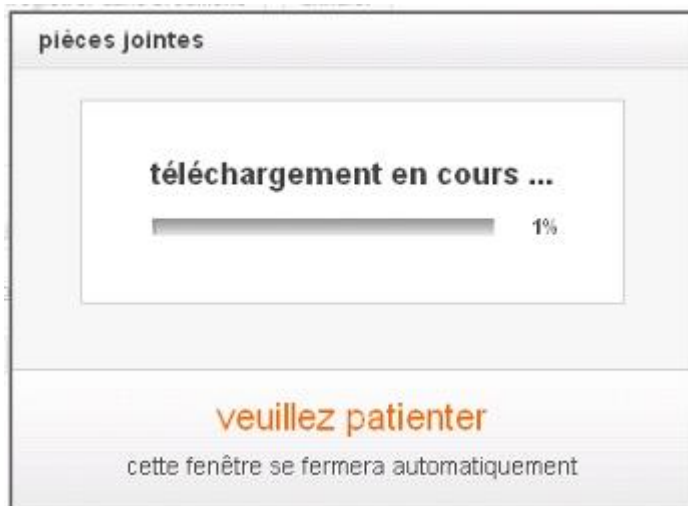 pièces jointes
téléchargement en cours ...
1%
veuillez patienter
cette fenêtre se fermera automatiquement